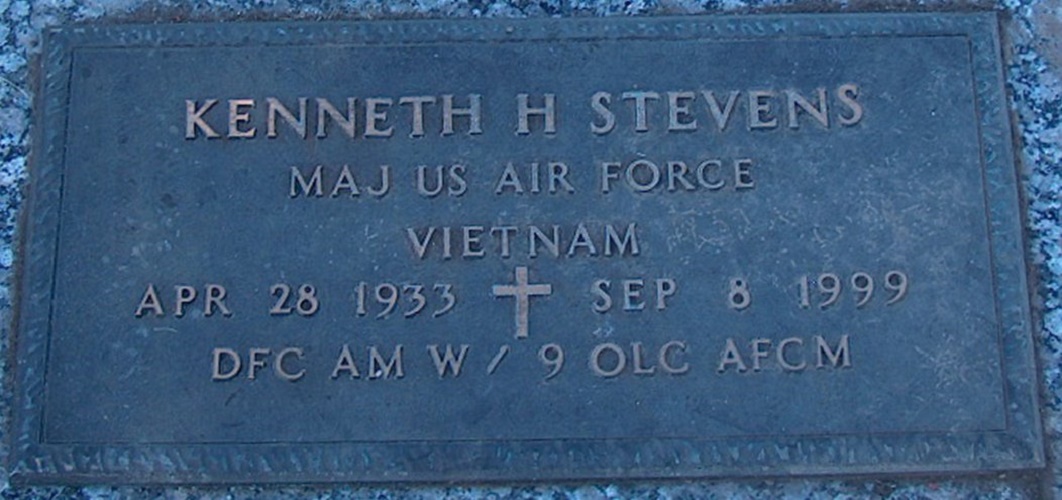 KENNETH H STEVENS
MAJ US AIR FORCE
VIETNAM
APR 28 1933 SEP 8 1999
DFC AM W/ 9 OLC AFCM